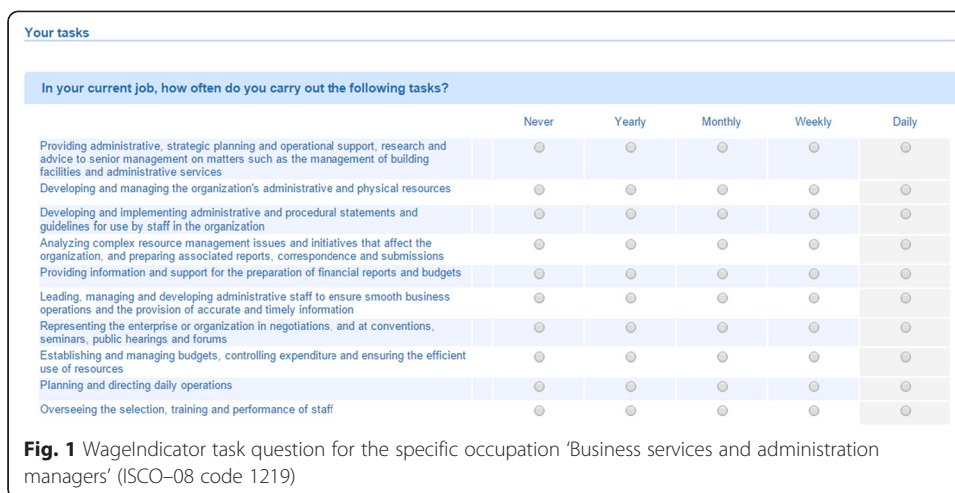 Your tasks
In your current job, how often do you carry out the following tasks?
Never Yearly Monthly Weekly Daily
Providing administrative, strategic planning and operational support, research and
advice to senior management on matters such as the management of building
facilities and administrative services
Developing and managing the organization's administrative and physical resources
Developing and implementing administrative and procedural statements and
guidelines for use by staff in the organization
Analyzing complex resource management issues and initiatives that affect the
organization, and preparing associated reports, correspondence and submissions
Providing information and support for the preparation of financial reports and budgets
Leading, managing and developing administrative staff to ensure smooth business
operations and the provision of accurate and timely information
Representing the enterprise or organization in negotiations, and at conventions,
seminars, public hearings and forums
Establishing and managing budgets, controlling expenditure and ensuring the efficient
use of resources
Planning and directing daily operations
Overseeing the selection, training and performance of staff
Fig. 1 WageIndicator task question for the specific occupation ‘Business services and administration
managers’ (ISCO–08 code 1219)